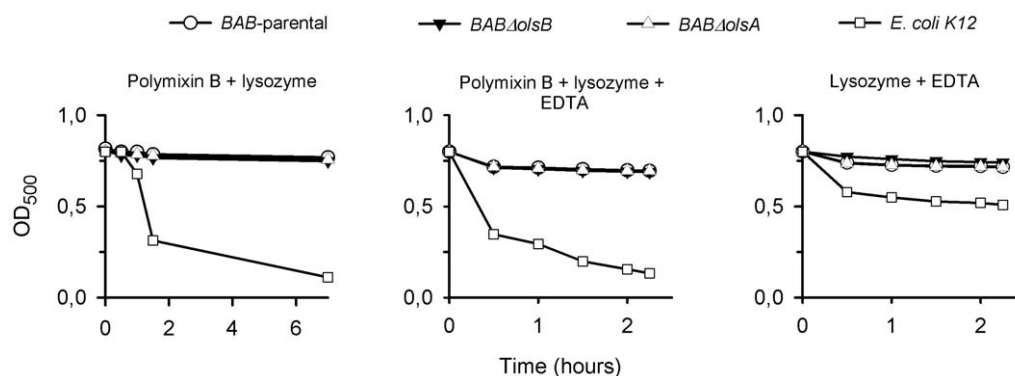 BAB-parental BABΔolsB BABΔolsA E. coli K12
Polymixin B + lysozyme
Polymixin B + lysozyme +
EDTA
Lysozyme + EDTA
OD500
1,0
0,5
0,0
0 2 4 6
1,0
0,5
0,0
0 1 2
1,0
0,5
0,0
0 1 2
Time (hours)